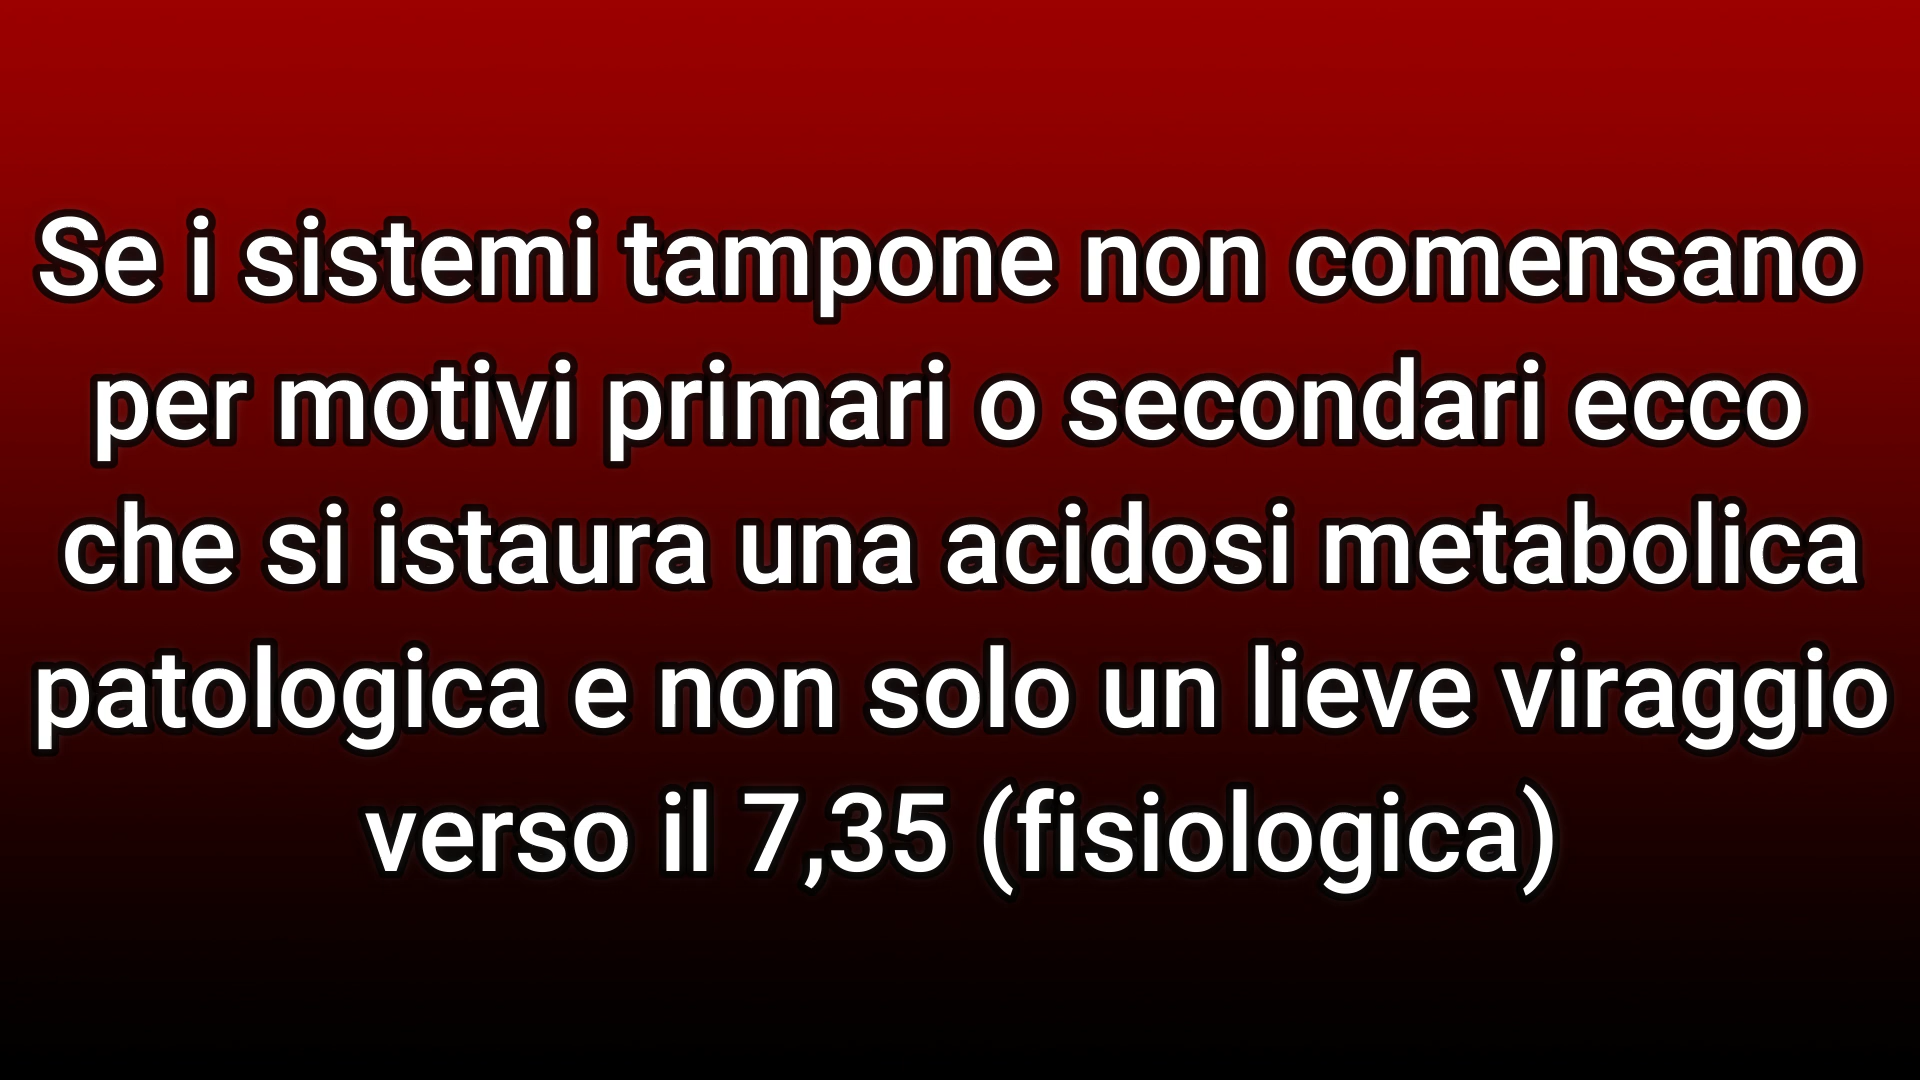 Se i sistemi tampone non comensano
per motivi primari o secondari ecco
che si istaura una acidosi metabolica
patologica e non solo un lieve viraggio
verso il 7,35 (fisiologica)